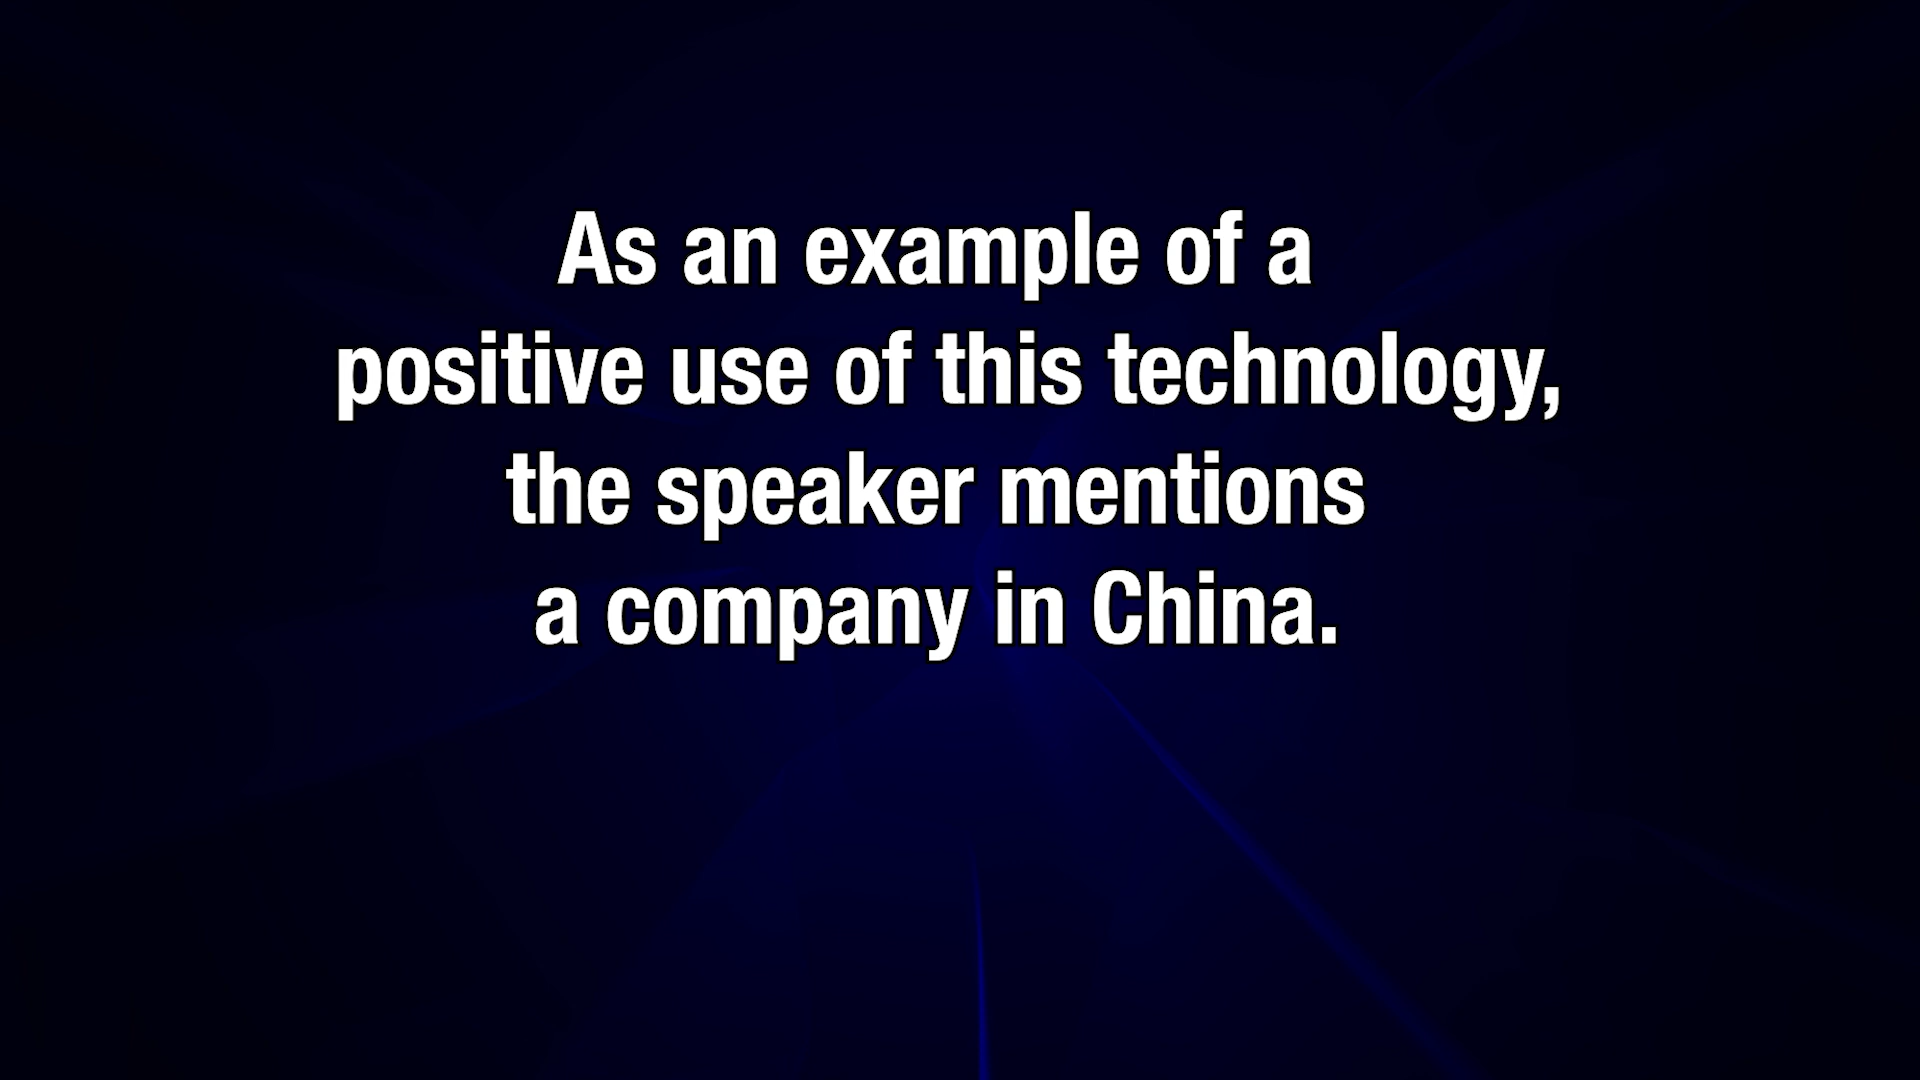 As an example of a
positive use of this technology,
the speaker mentions
a company in China.